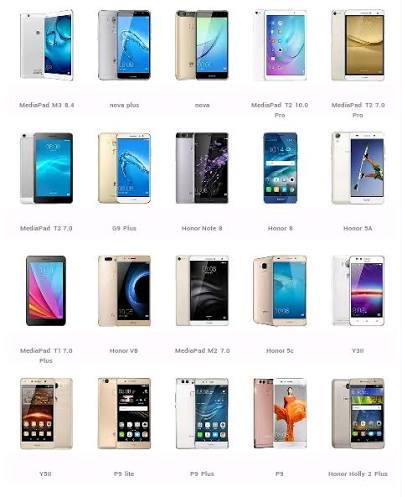 MediaPad M3 8.4
nova plus
nova
MediaPad T2 10.0
Pro
MediaPad T2 7.0
Pro
MediaPad T2 7.0
G9 Plus
Honor Note 8
Honor 8
Honor 5A
MediaPad T1 7.0
Plus
Honor V8
MediaPad M2 7.0
Honor 5c
Y3II
Y5II
P9 lite
P9 Plus
P9
Honor Holly 2 Plus